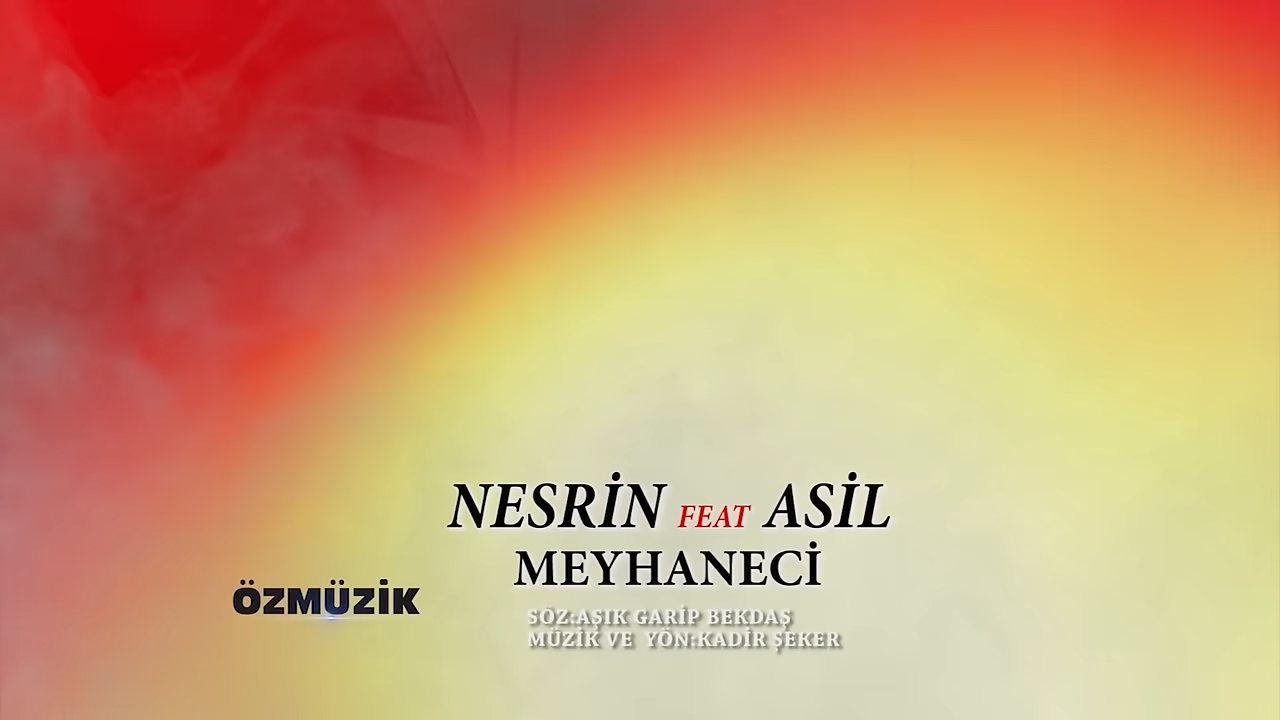 NESRİN FEAT ASİL
MEYHANECİ
ÖZMÜZİK
SÖZ:AŞIK GARİP BEKDAŞ
MÜZİK VE YÖN:KADİR ŞEKER